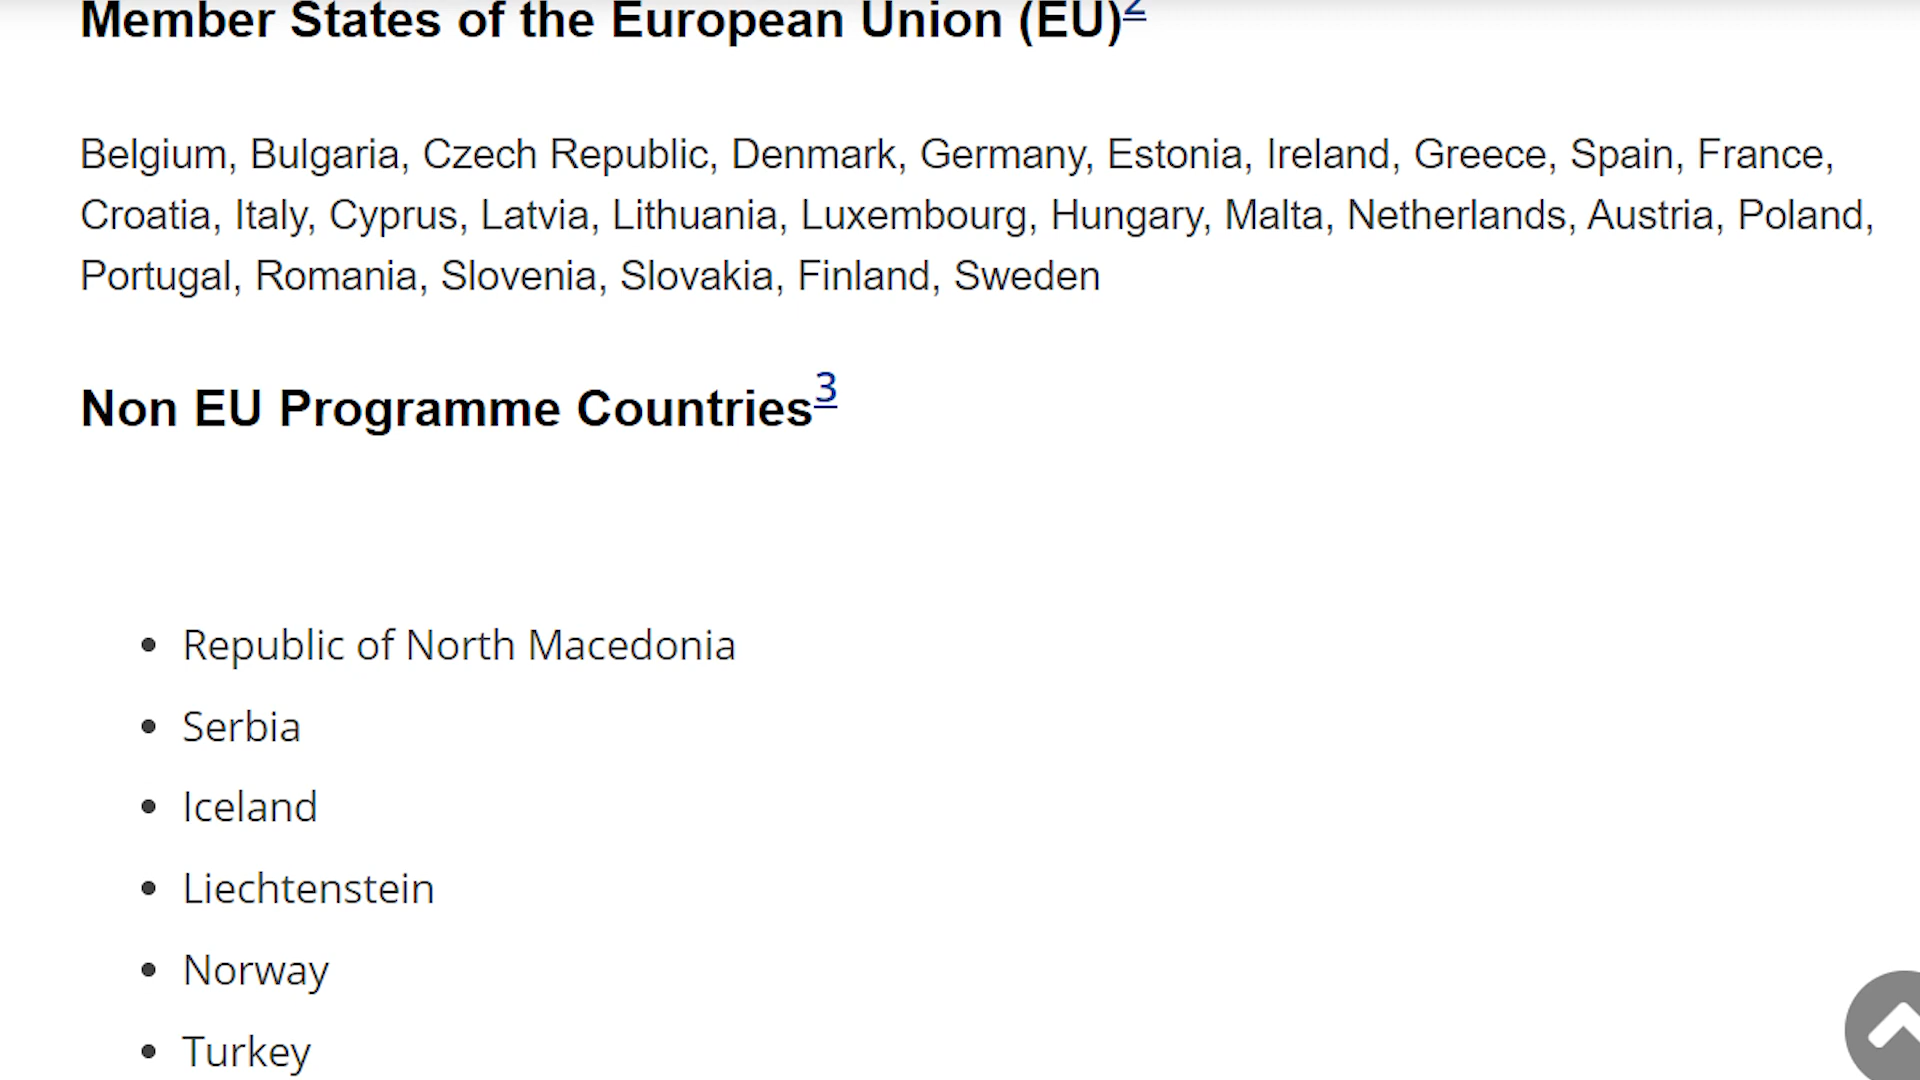 Member States of the European Union (EU)2
Belgium, Bulgaria, Czech Republic, Denmark, Germany, Estonia, Ireland, Greece, Spain, France,
Croatia, Italy, Cyprus, Latvia, Lithuania, Luxembourg, Hungary, Malta, Netherlands, Austria, Poland,
Portugal, Romania, Slovenia, Slovakia, Finland, Sweden
Non EU Programme Countries3
• Republic of North Macedonia
• Serbia
• Iceland
• Liechtenstein
• Norway
• Turkey